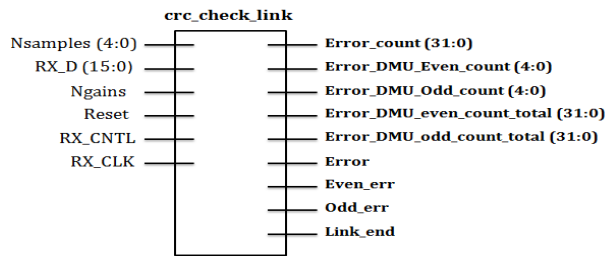 crc_check_link
Nsamples (4:0)
RX_D (15:0)
Ngains
Reset
RX_CNTL
RX_CLK
Error_count (31:0)
Error_DMU_Even_count (4:0)
Error_DMU_Odd_count (4:0)
Error_DMU_even_count_total (31:0)
Error_DMU_odd_count_total (31:0)
Error
Even_err
Odd_err
Link_end